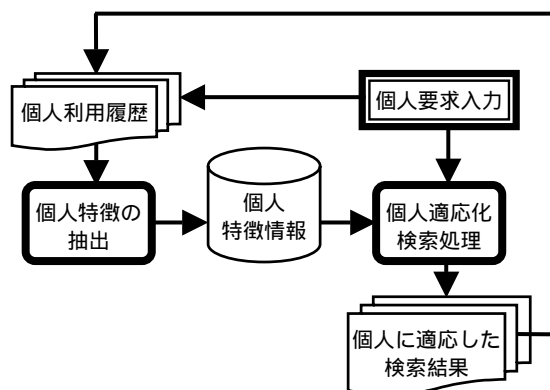 個人利用履歴
個人要求入力
個人特徴の
抽出
個人
特徴情報
個人適応化
検索処理
個人に適応した
検索結果